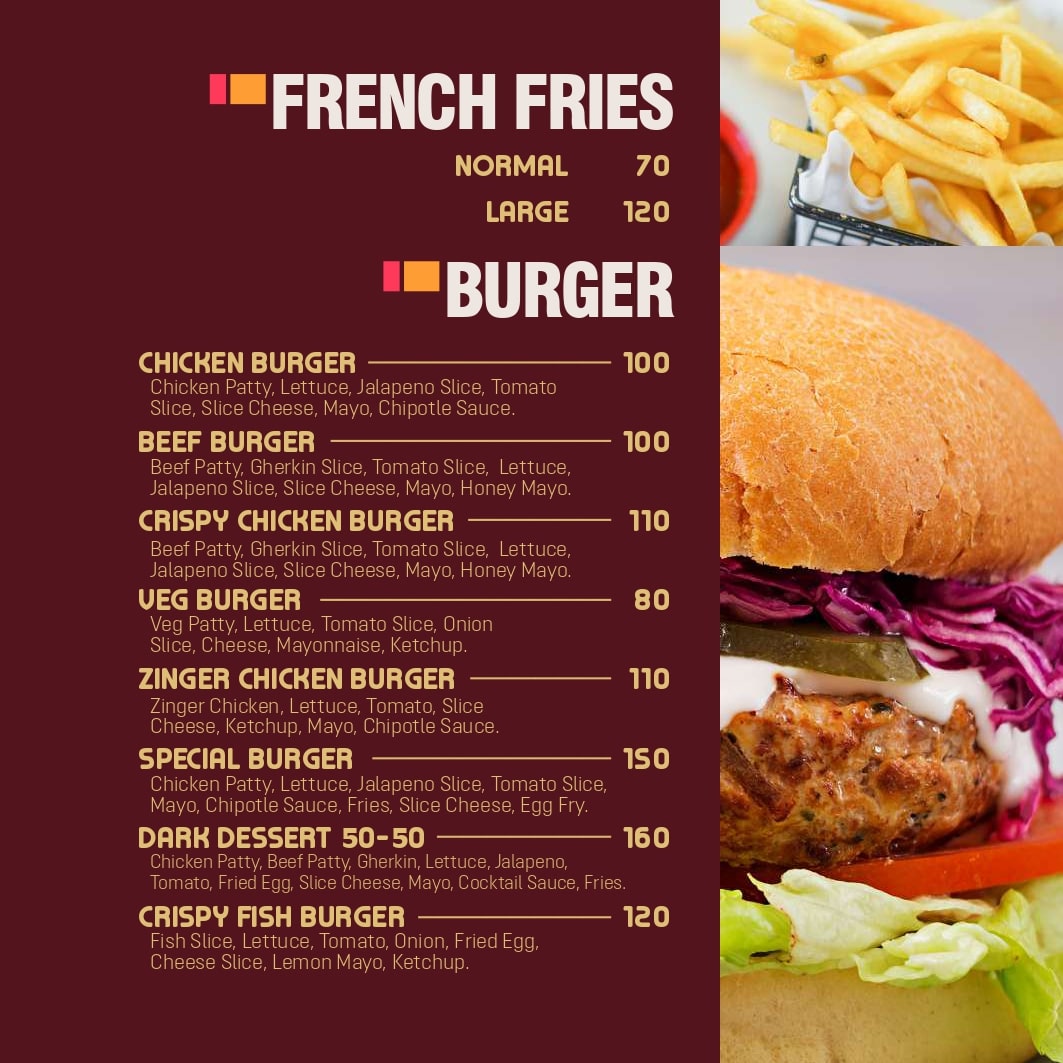 FRENCH FRIES
NORMAL 70
LARGE 120
BURGER
CHICKEN BURGER 100
Chicken Patty, Lettuce, Jalapeno Slice, Tomato
Slice, Slice Cheese, Mayo, Chipotle Sauce.
BEEF BURGER 100
Beef Patty, Gherkin Slice, Tomato Slice, Lettuce,
Jalapeno Slice, Slice Cheese, Mayo, Honey Mayo.
CRISPY CHICKEN BURGER 110
Beef Patty, Gherkin Slice, Tomato Slice, Lettuce,
Jalapeno Slice, Slice Cheese, Mayo, Honey Mayo.
VEG BURGER 80
Veg Patty, Lettuce, Tomato Slice, Onion
Slice, Cheese, Mayonnaise, Ketchup.
ZINGER CHICKEN BURGER 110
Zinger Chicken, Lettuce, Tomato, Slice
Cheese, Ketchup, Mayo, Chipotle Sauce.
SPECIAL BURGER 150
Chicken Patty, Lettuce, Jalapeno Slice, Tomato Slice,
Mayo, Chipotle Sauce, Fries, Slice Cheese, Egg Fry.
DARK DESSERT 50-50 160
Chicken Patty, Beef Patty, Gherkin, Lettuce, Jalapeno,
Tomato, Fried Egg, Slice Cheese, Mayo, Cocktail Sauce, Fries.
CRISPY FISH BURGER 120
Fish Slice, Lettuce, Tomato, Onion, Fried Egg,
Cheese Slice, Lemon Mayo, Ketchup.